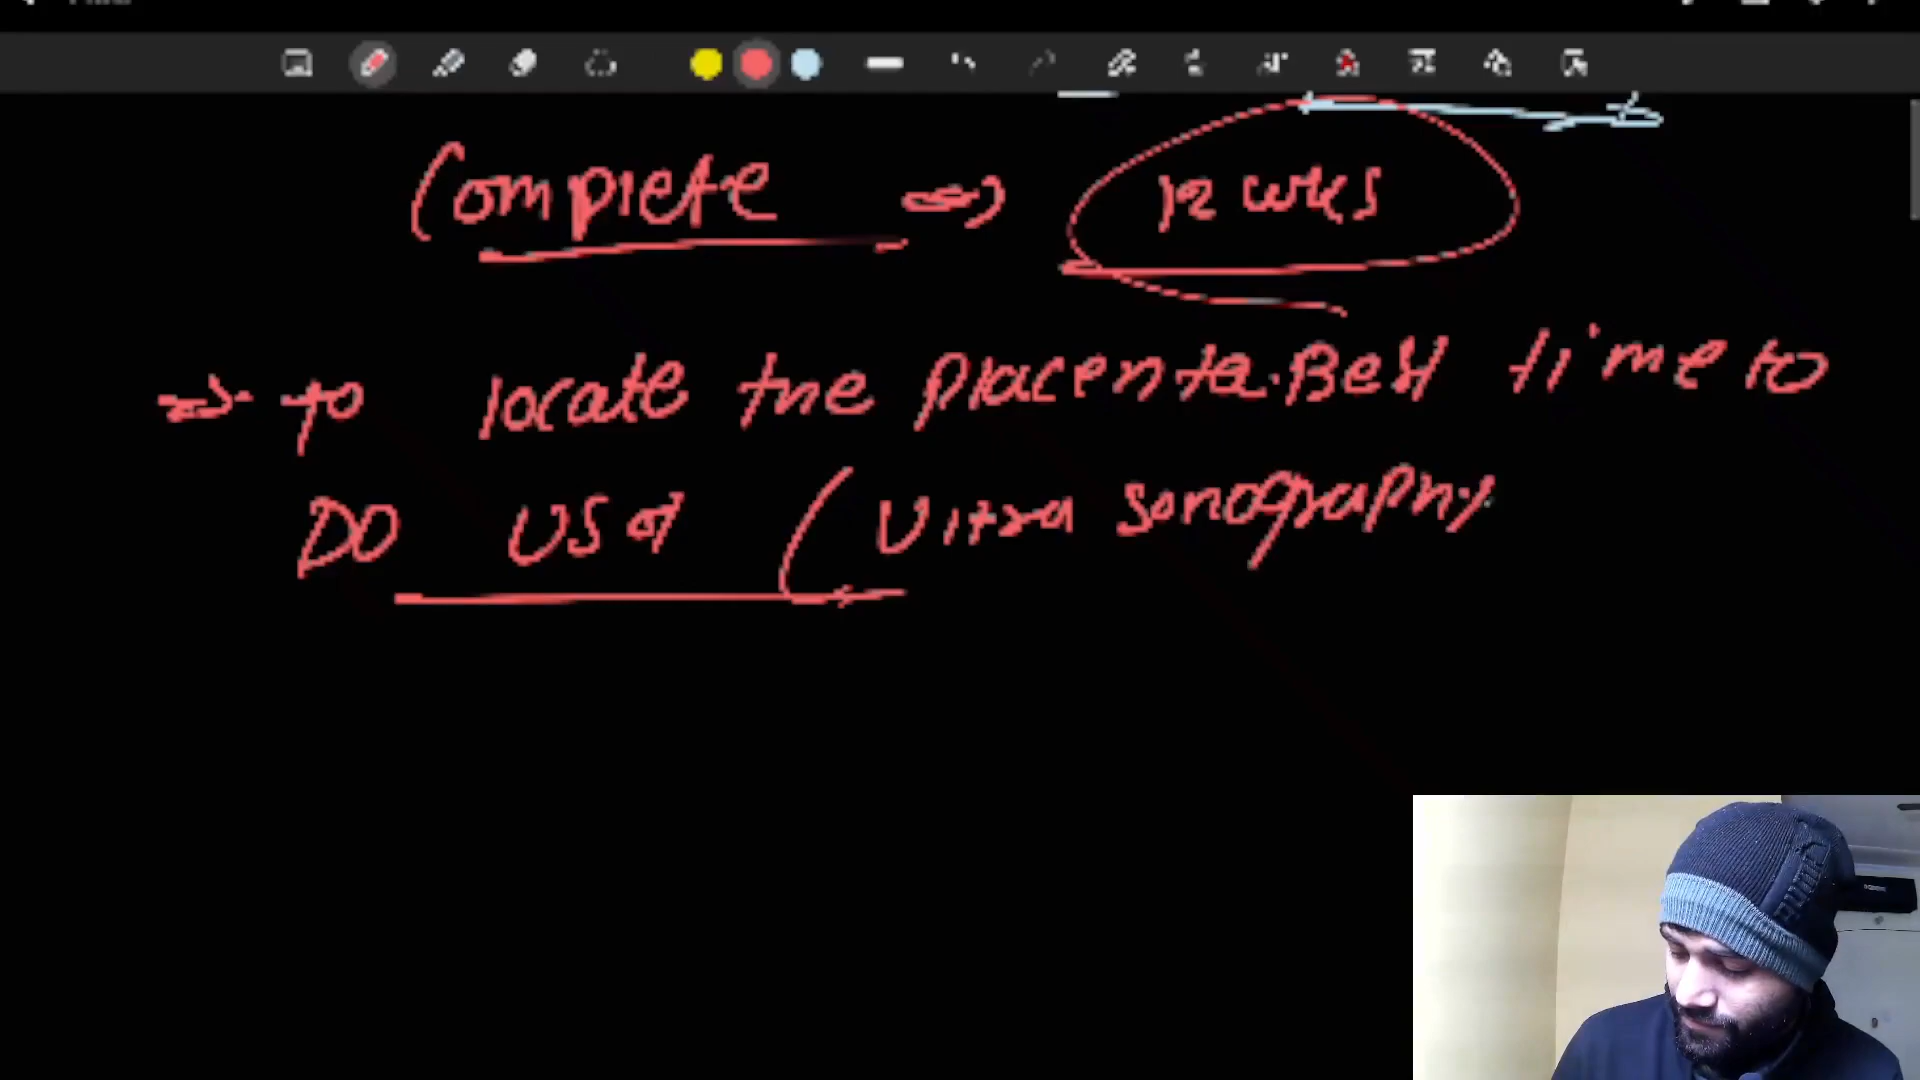 Complete ⇒ 12 wks
⇒ to locate the placenta. Best time to
DO USG (Ultra sonography